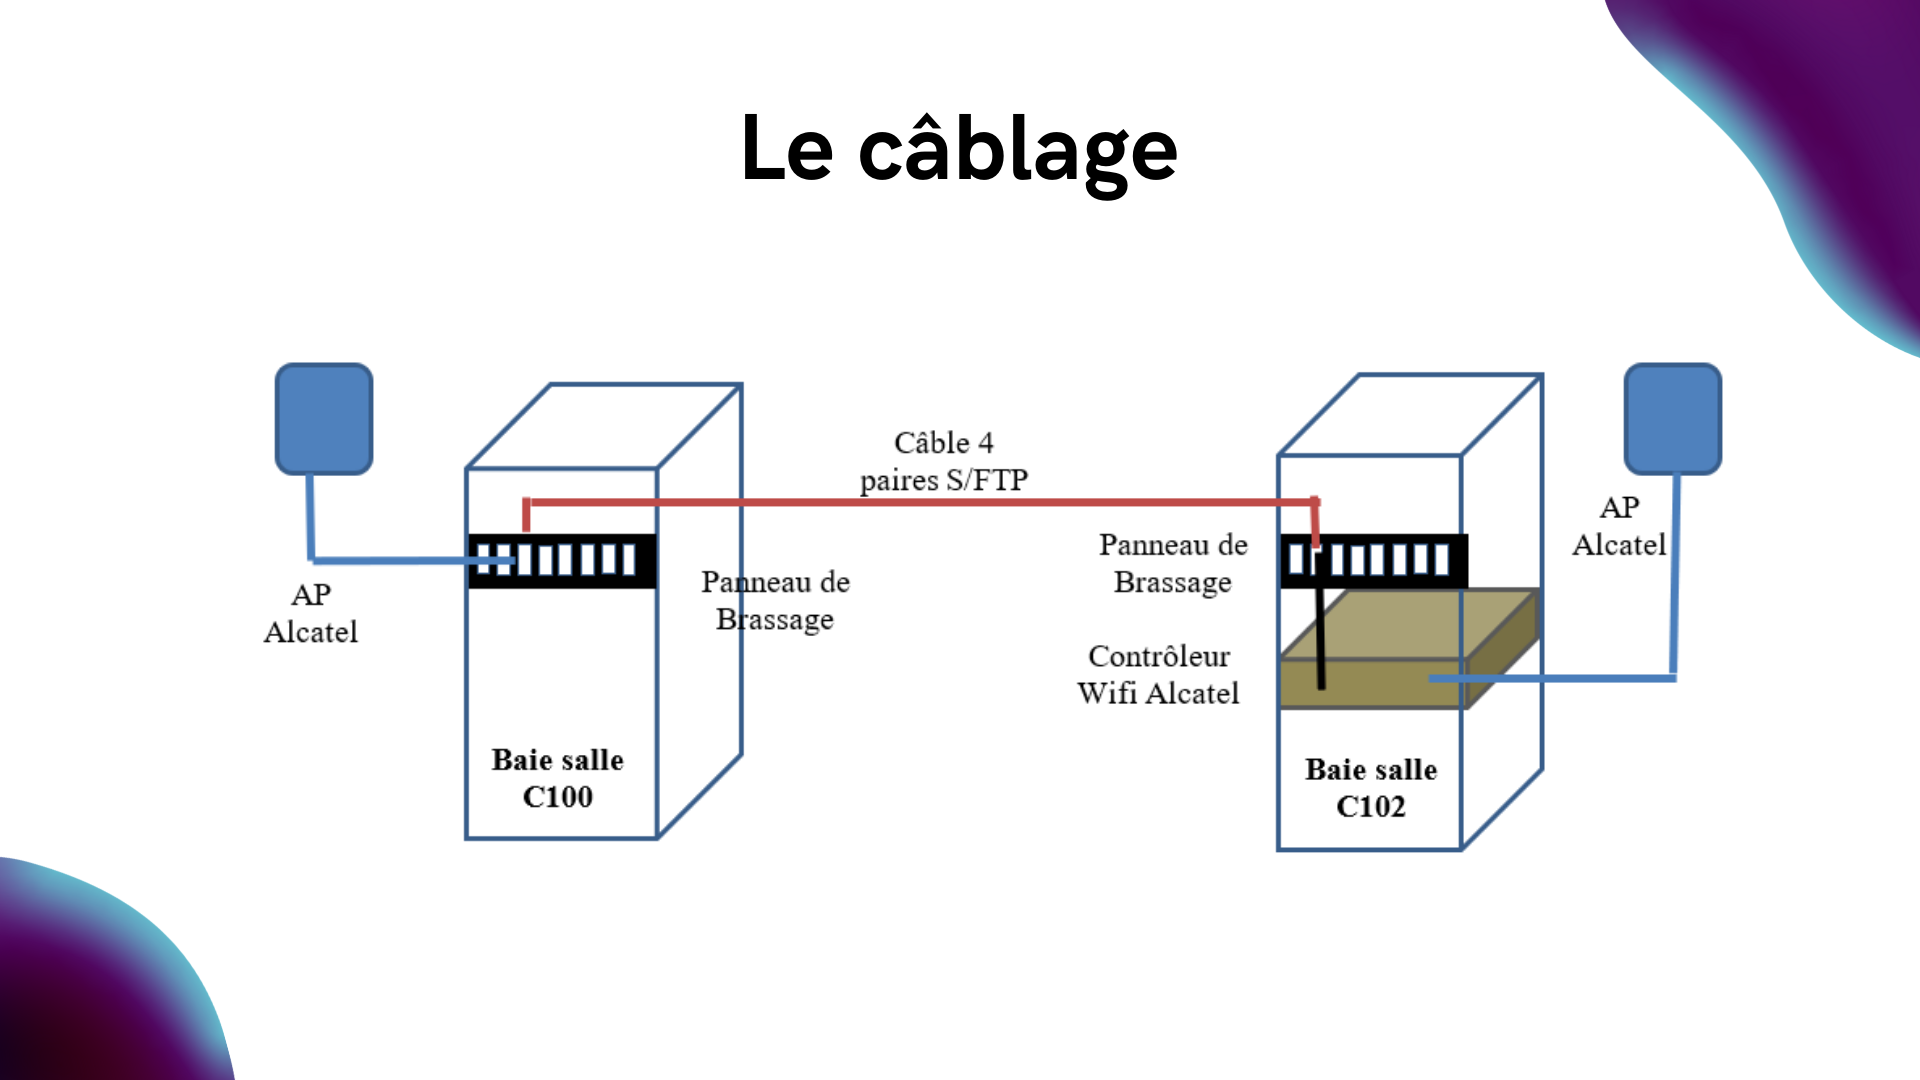 Le câblage
Câble 4
paires S/FTP
AP
Alcatel
Panneau de
Brassage
Panneau de
Brassage
AP
Alcatel
Contrôleur
Wifi Alcatel
Baie salle
C100
Baie salle
C102